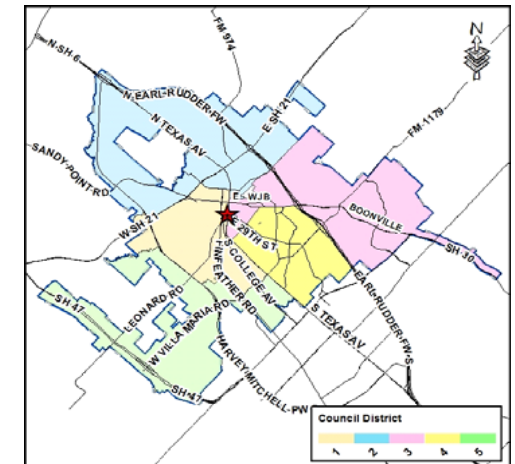 FM 974
N
N-SH-6
N-EARL-RUDDER-FW
E SH 21
N TEXAS AV
FM-1179
SANDY-POINT-RD
E WJB
BOONVILLE
W-SH 21
E 29TH ST
SH 30
S COLLEGE AV
FINFEATHER RD
LEONARD RD
SH 47
W VILLA MARIA RD
EARL-RUDDER-FW-S
S TEXAS AV
HARVEY-MITCHELL-PW
SH-47
Council District
1 2 3 4 5